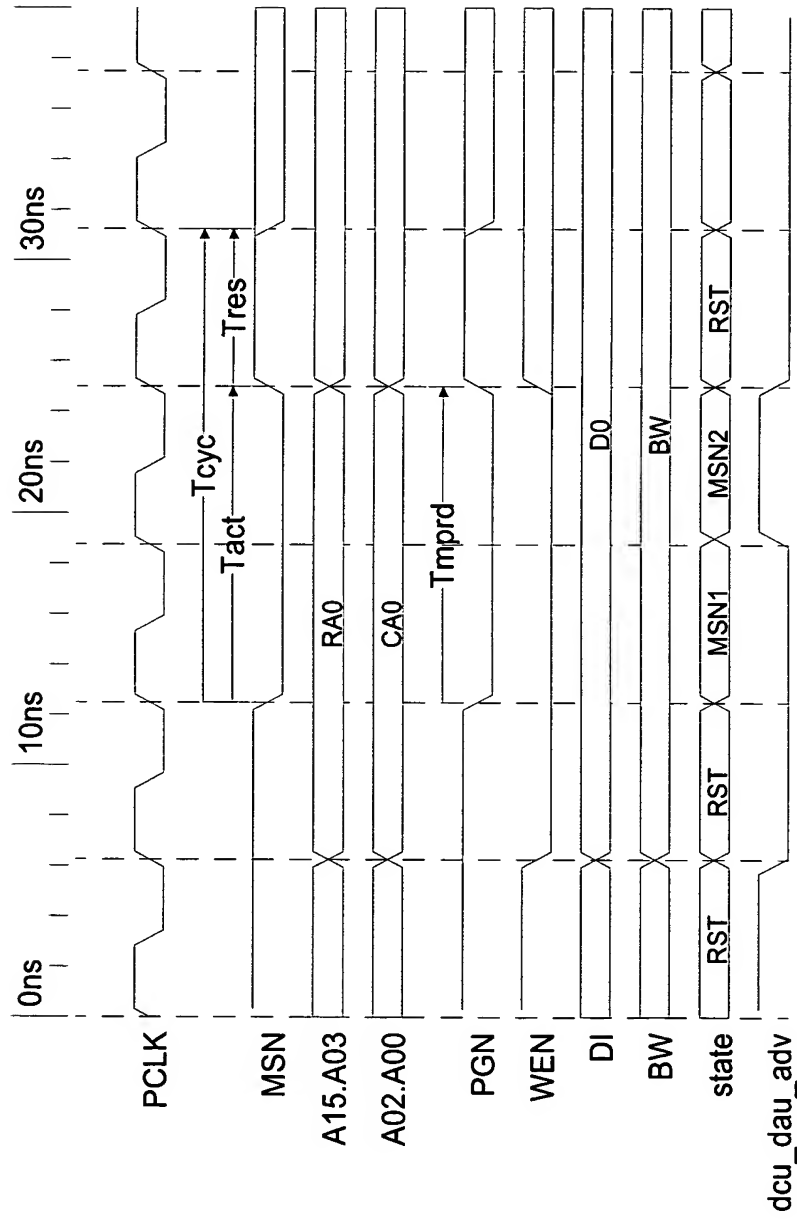 0ns
10ns
20ns
30ns
PCLK
Tcyc
Tact
Tres
MSN
A15.A03
RA0
A02.A00
CA0
Tmprd
PGN
WEN
DI
D0
BW
BW
state
RST
RST
MSN1
MSN2
RST
dcu_dau_adv